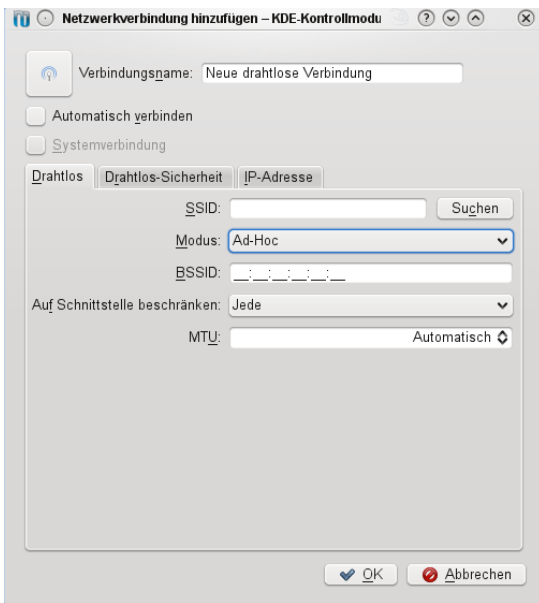 Netzwerkverbindung hinzufügen – KDE-Kontrollmodu
Verbindungsname: Neue drahtlose Verbindung
Automatisch verbinden
Systemverbindung
Drahtlos Drahtlos-Sicherheit IP-Adresse
SSID: Suchen
Modus: Ad-Hoc
BSSID: __:__:__:__:__:__
Auf Schnittstelle beschränken: Jede
MTU: Automatisch
OK Abbrechen